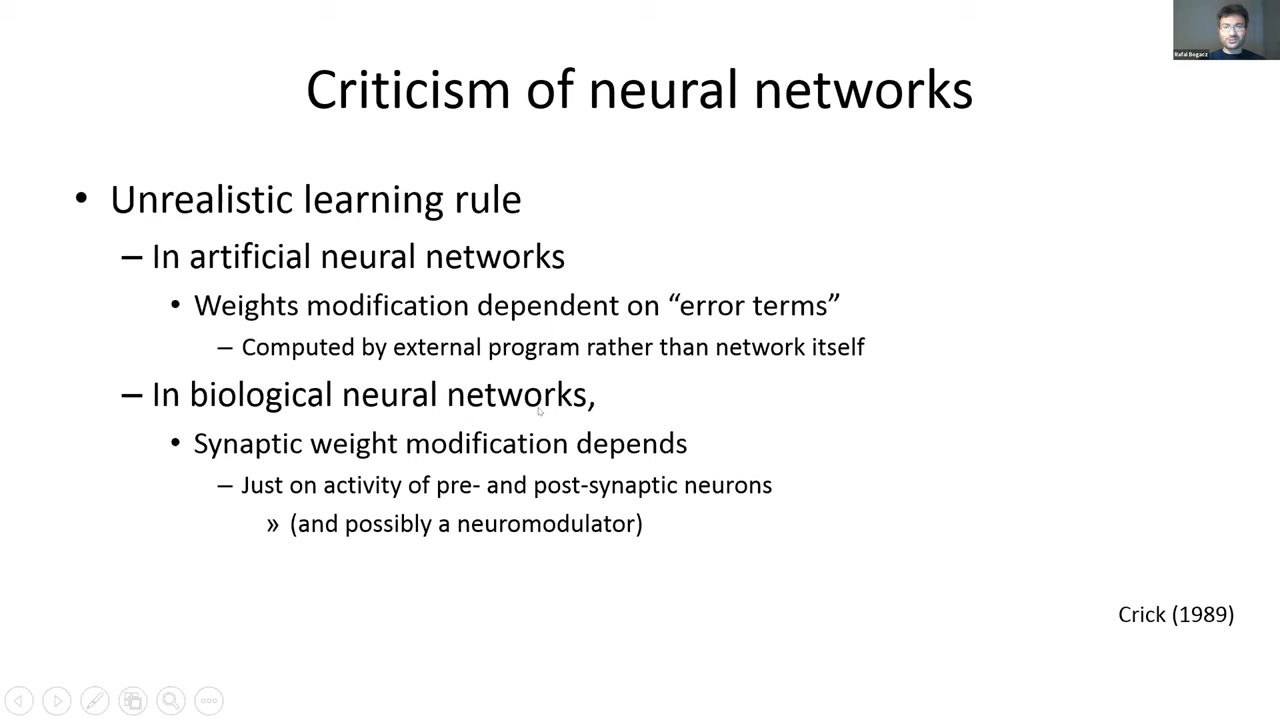 Rafal Bogacz
Criticism of neural networks
• Unrealistic learning rule
– In artificial neural networks
• Weights modification dependent on “error terms”
– Computed by external program rather than network itself
– In biological neural networks,
• Synaptic weight modification depends
– Just on activity of pre- and post-synaptic neurons
» (and possibly a neuromodulator)
Crick (1989)